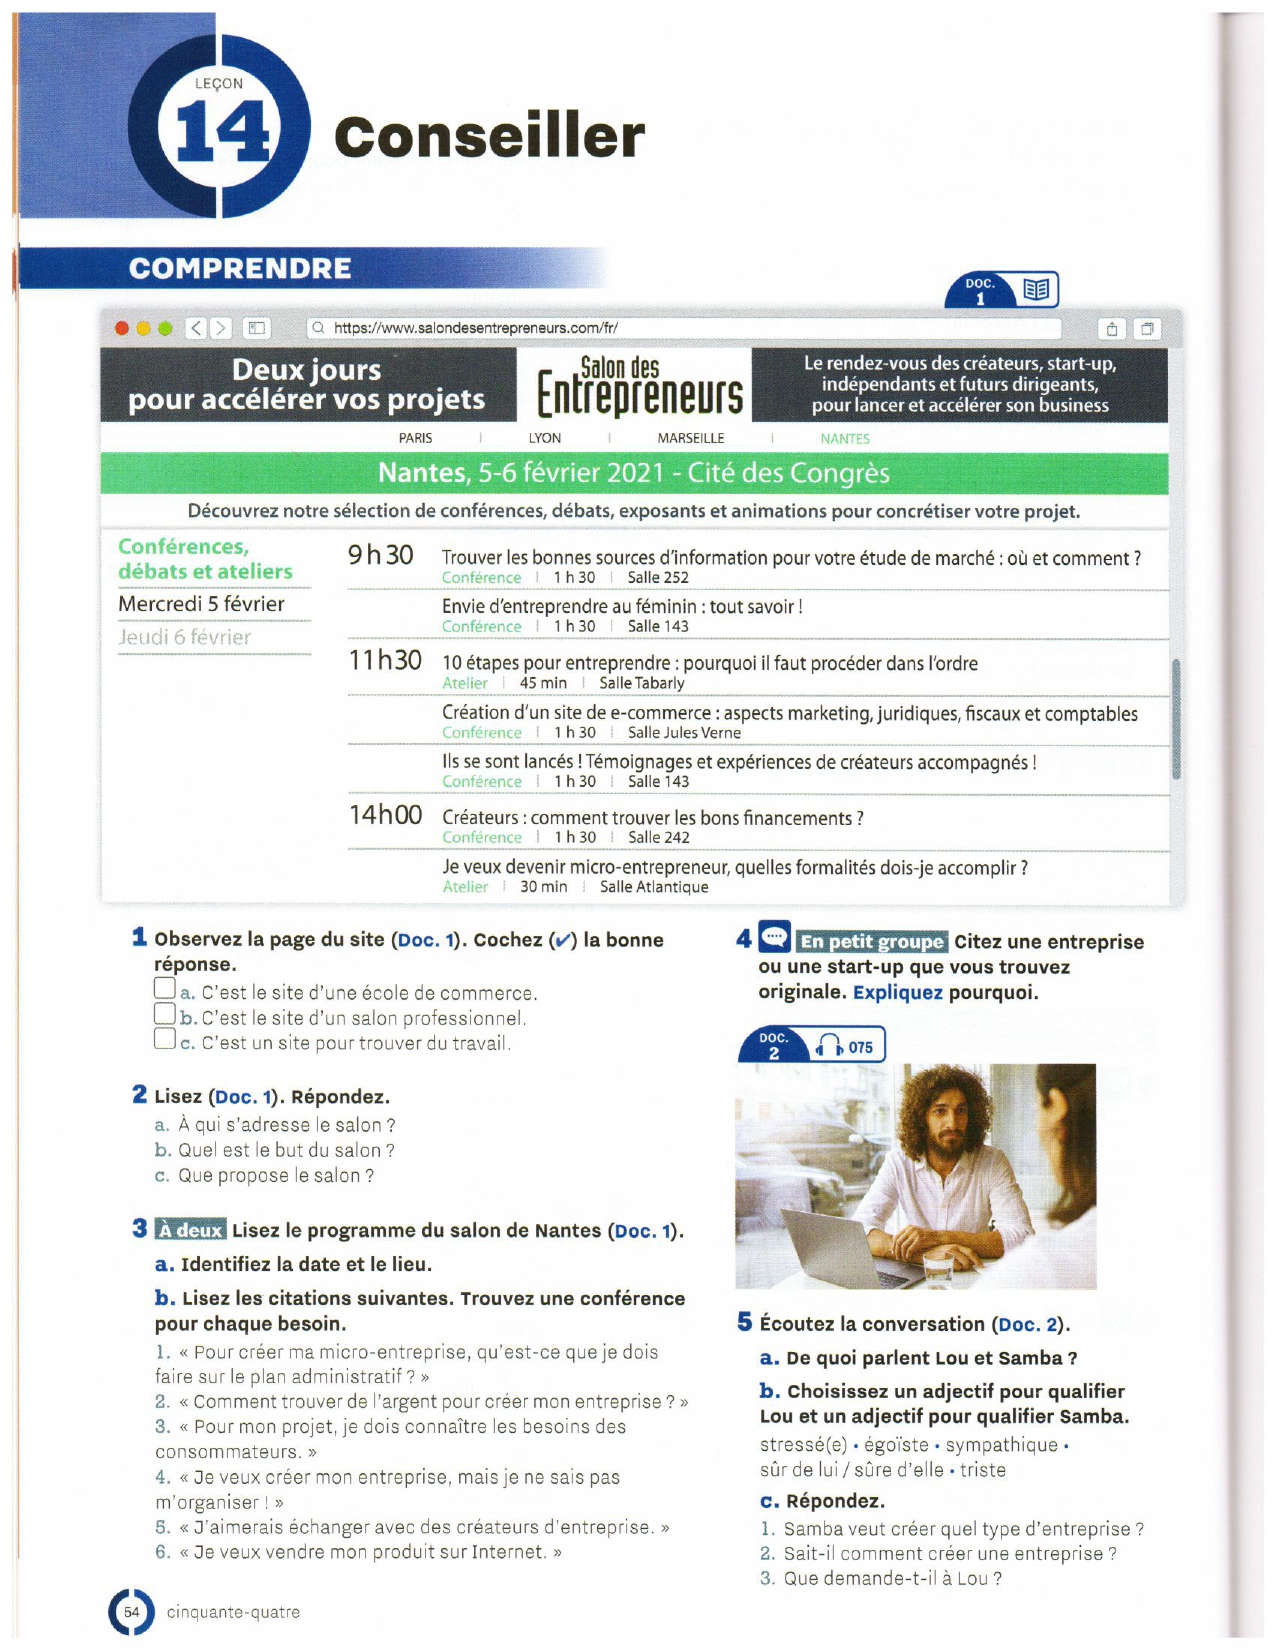 LEÇON
14
Conseiller
COMPRENDRE
DOC.
1
https://www.salondesentrepreneurs.com/fr/
Deux jours
pour accélérer vos projets
Salon des
Entrepreneurs
Le rendez-vous des créateurs, start-up,
indépendants et futurs dirigeants,
pour lancer et accélérer son business
PARIS | LYON | MARSEILLE | NANTES
Nantes, 5-6 février 2021 - Cité des Congrès
Découvrez notre sélection de conférences, débats, exposants et animations pour concrétiser votre projet.
Conférences,
débats et ateliers
Mercredi 5 février
Jeudi 6 février
9h30 Trouver les bonnes sources d'information pour votre étude de marché : où et comment ?
Conférence | 1 h 30 | Salle 252
Envie d'entreprendre au féminin : tout savoir !
Conférence | 1 h 30 | Salle 143
11h30 10 étapes pour entreprendre : pourquoi il faut procéder dans l'ordre
Atelier | 45 min | Salle Tabarly
Création d'un site de e-commerce : aspects marketing, juridiques, fiscaux et comptables
Conférence | 1 h 30 | Salle Jules Verne
Ils se sont lancés ! Témoignages et expériences de créateurs accompagnés !
Conférence | 1 h 30 | Salle 143
14h00 Créateurs : comment trouver les bons financements ?
Conférence | 1 h 30 | Salle 242
Je veux devenir micro-entrepreneur, quelles formalités dois-je accomplir ?
Atelier | 30 min | Salle Atlantique
1 Observez la page du site (Doc. 1). Cochez (✔) la bonne
réponse.
a. C'est le site d'une école de commerce.
b. C'est le site d'un salon professionnel.
c. C'est un site pour trouver du travail.
2 Lisez (Doc. 1). Répondez.
a. À qui s'adresse le salon ?
b. Quel est le but du salon ?
c. Que propose le salon ?
3 À deux Lisez le programme du salon de Nantes (Doc. 1).
a. Identifiez la date et le lieu.
b. Lisez les citations suivantes. Trouvez une conférence
pour chaque besoin.
1. « Pour créer ma micro-entreprise, qu'est-ce que je dois
faire sur le plan administratif ? »
2. « Comment trouver de l'argent pour créer mon entreprise ? »
3. « Pour mon projet, je dois connaître les besoins des
consommateurs. »
4. « Je veux créer mon entreprise, mais je ne sais pas
m'organiser ! »
5. « J'aimerais échanger avec des créateurs d'entreprise. »
6. « Je veux vendre mon produit sur Internet. »
4 En petit groupe Citez une entreprise
ou une start-up que vous trouvez
originale. Expliquez pourquoi.
DOC.
2
075
5 Écoutez la conversation (Doc. 2).
a. De quoi parlent Lou et Samba ?
b. Choisissez un adjectif pour qualifier
Lou et un adjectif pour qualifier Samba.
stressé(e) • égoïste • sympathique •
sûr de lui / sûre d'elle • triste
c. Répondez.
1. Samba veut créer quel type d'entreprise ?
2. Sait-il comment créer une entreprise ?
3. Que demande-t-il à Lou ?
54 cinquante-quatre